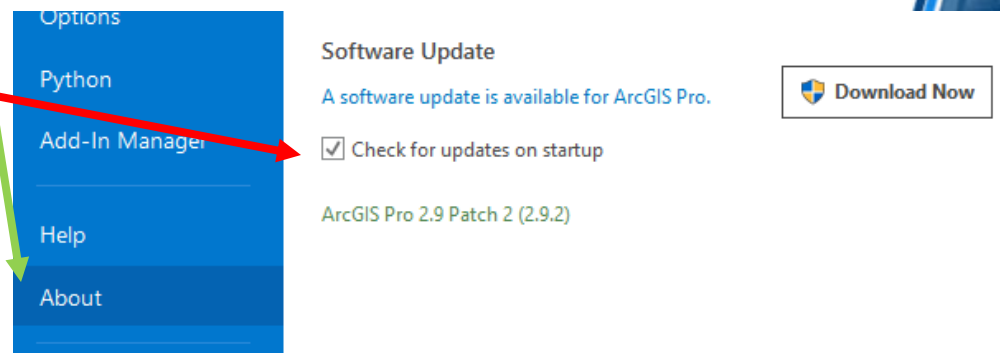 Options
Python
Add-In Manager
Help
About
Software Update
A software update is available for ArcGIS Pro.
Download Now
Check for updates on startup
ArcGIS Pro 2.9 Patch 2 (2.9.2)